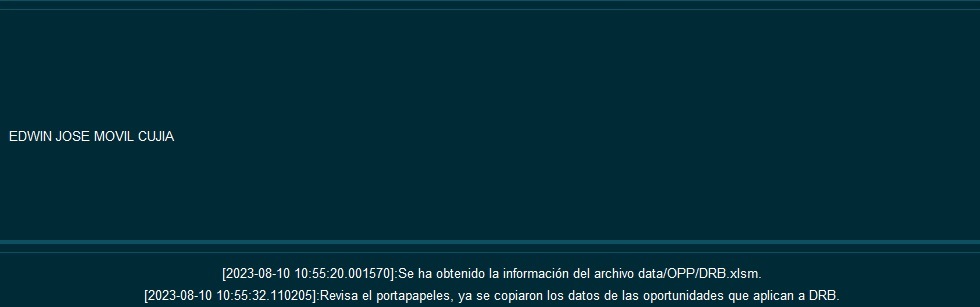 EDWIN JOSE MOVIL CUJIA
[2023-08-10 10:55:20.001570]:Se ha obtenido la información del archivo data/OPP/DRB.xlsm.
[2023-08-10 10:55:32.110205]:Revisa el portapapeles, ya se copiaron los datos de las oportunidades que aplican a DRB.